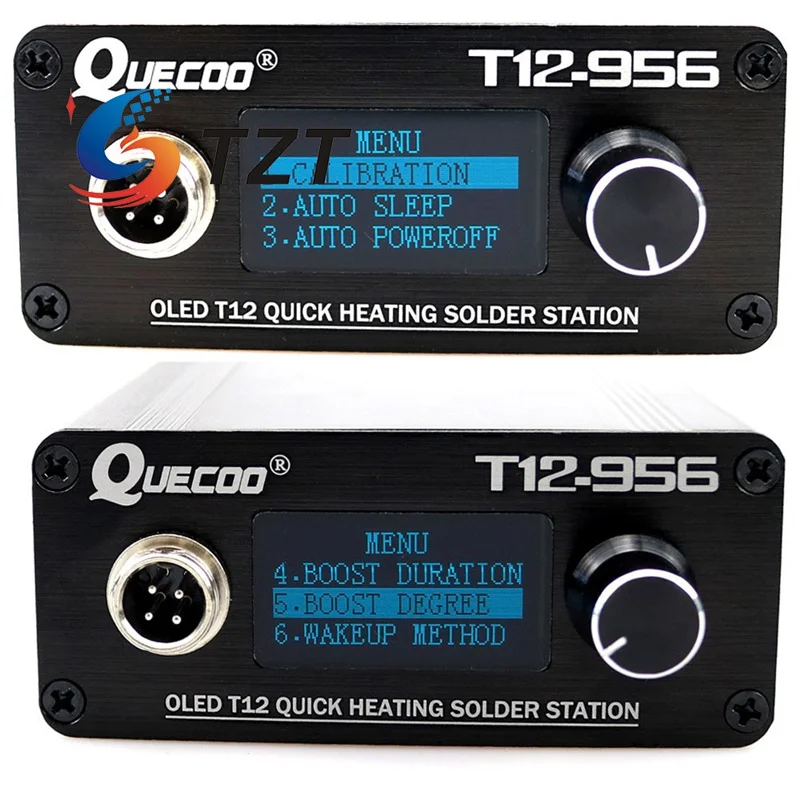 QUECOO® T12-956
TZT
MENU
CALIBRATION
2.AUTO SLEEP
3.AUTO POWEROFF
OLED T12 QUICK HEATING SOLDER STATION
QUECOO® T12-956
MENU
4.BOOST DURATION
5.BOOST DEGREE
6.WAKEUP METHOD
OLED T12 QUICK HEATING SOLDER STATION